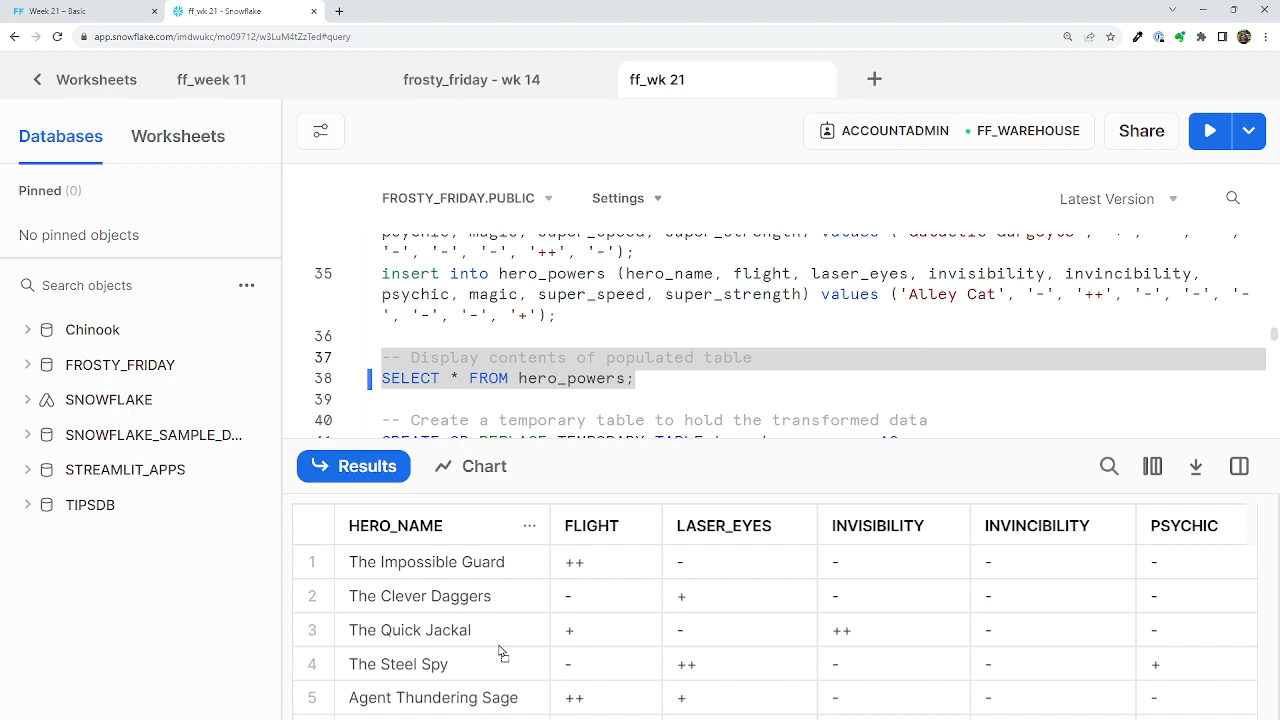 Week 21 – Basic
ff_wk 21 - Snowflake
app.snowflake.com/imdwukc/mo09712/w3LuM4tZzTed#query
Worksheets
ff_week 11
frosty_friday - wk 14
ff_wk 21
Databases
Worksheets
ACCOUNTADMIN
FF_WAREHOUSE
Share
Pinned (0)
No pinned objects
FROSTY_FRIDAY.PUBLIC
Settings
Latest Version
Search objects
Chinook
FROSTY_FRIDAY
SNOWFLAKE
SNOWFLAKE_SAMPLE_D...
STREAMLIT_APPS
TIPSDB
'-', '-', '-', '++', '-');
35 insert into hero_powers (hero_name, flight, laser_eyes, invisibility, invincibility,
psychic, magic, super_speed, super_strength) values ('Alley Cat', '-', '++', '-', '-', '-
', '-', '-', '+');
36
37 -- Display contents of populated table
38 SELECT * FROM hero_powers;
39
40 -- Create a temporary table to hold the transformed data
Results
Chart
HERO_NAME ... FLIGHT LASER_EYES INVISIBILITY INVINCIBILITY PSYCHIC
1 The Impossible Guard ++ - - - -
2 The Clever Daggers - + - - -
3 The Quick Jackal + - ++ - -
4 The Steel Spy - ++ - - +
5 Agent Thundering Sage ++ + - - -